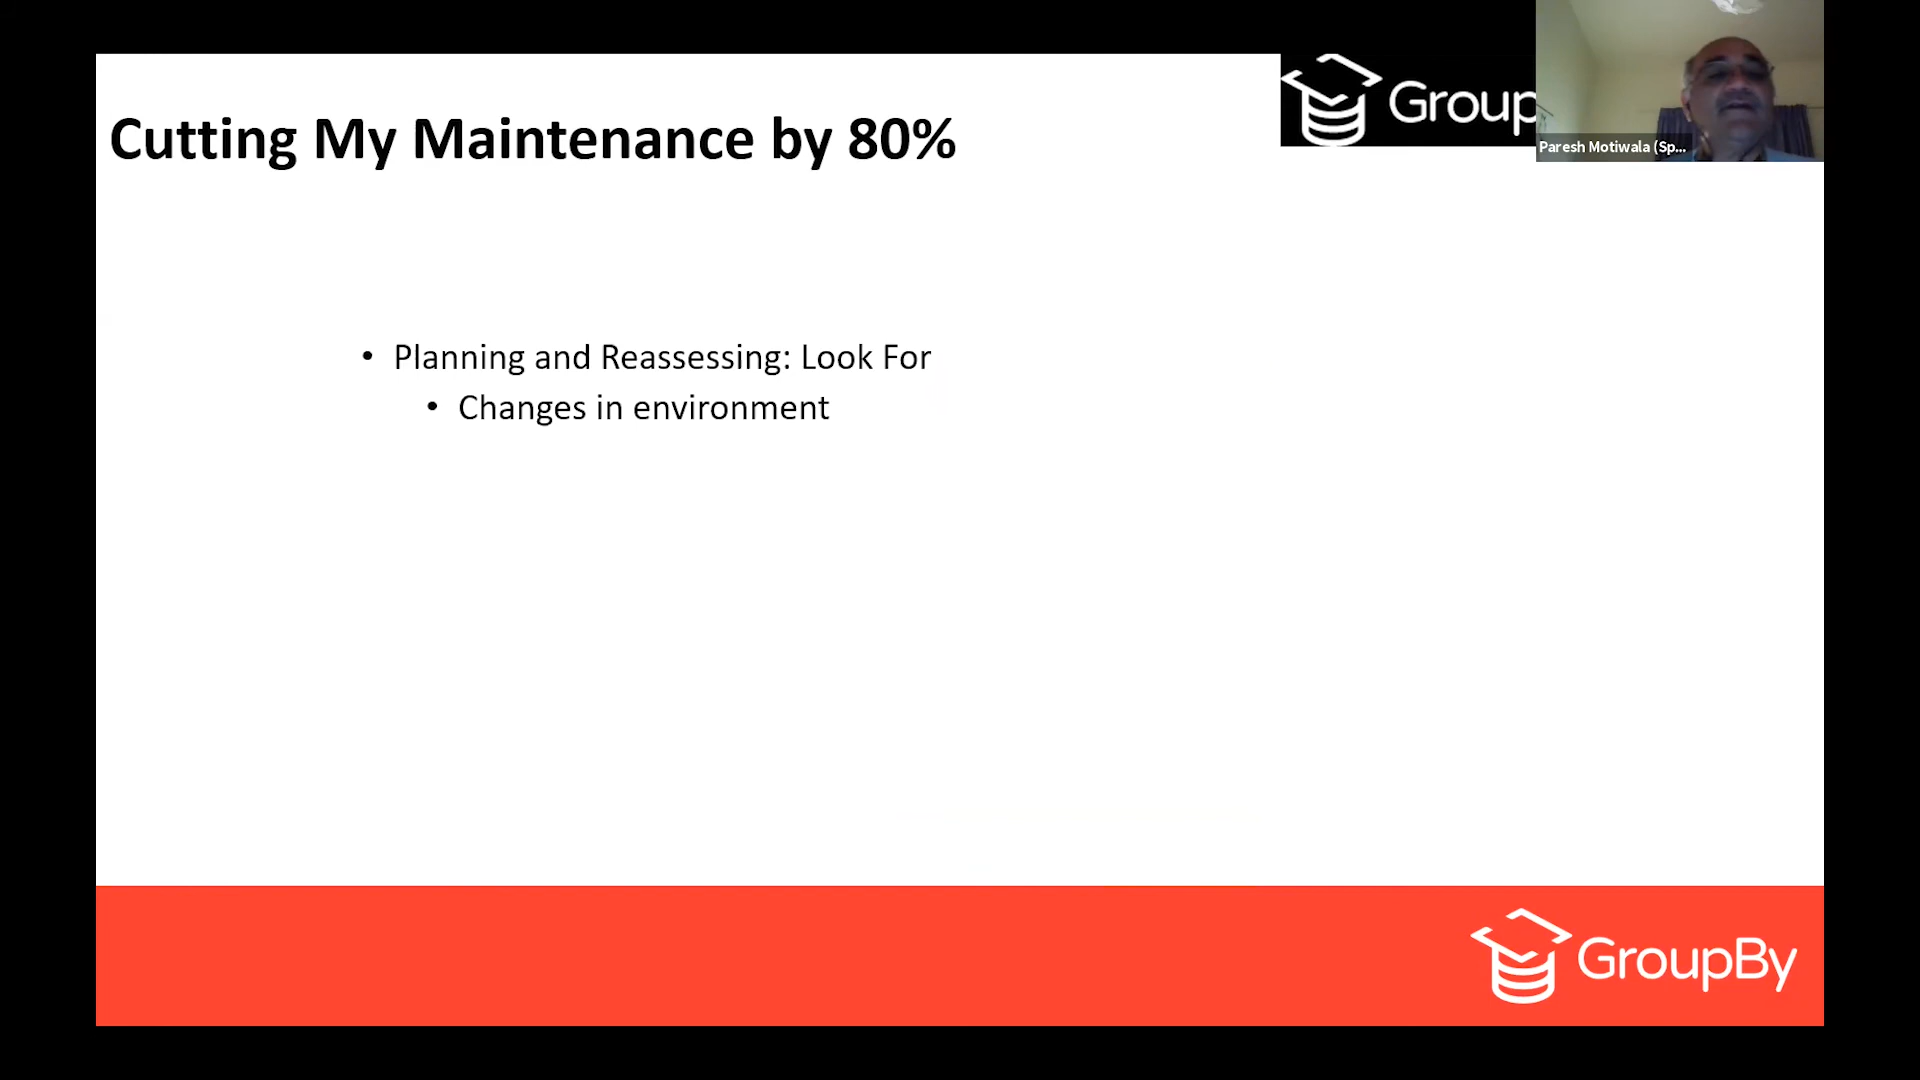 Cutting My Maintenance by 80%
Group
Paresh Motiwala (Sp...
• Planning and Reassessing: Look For
• Changes in environment
GroupBy